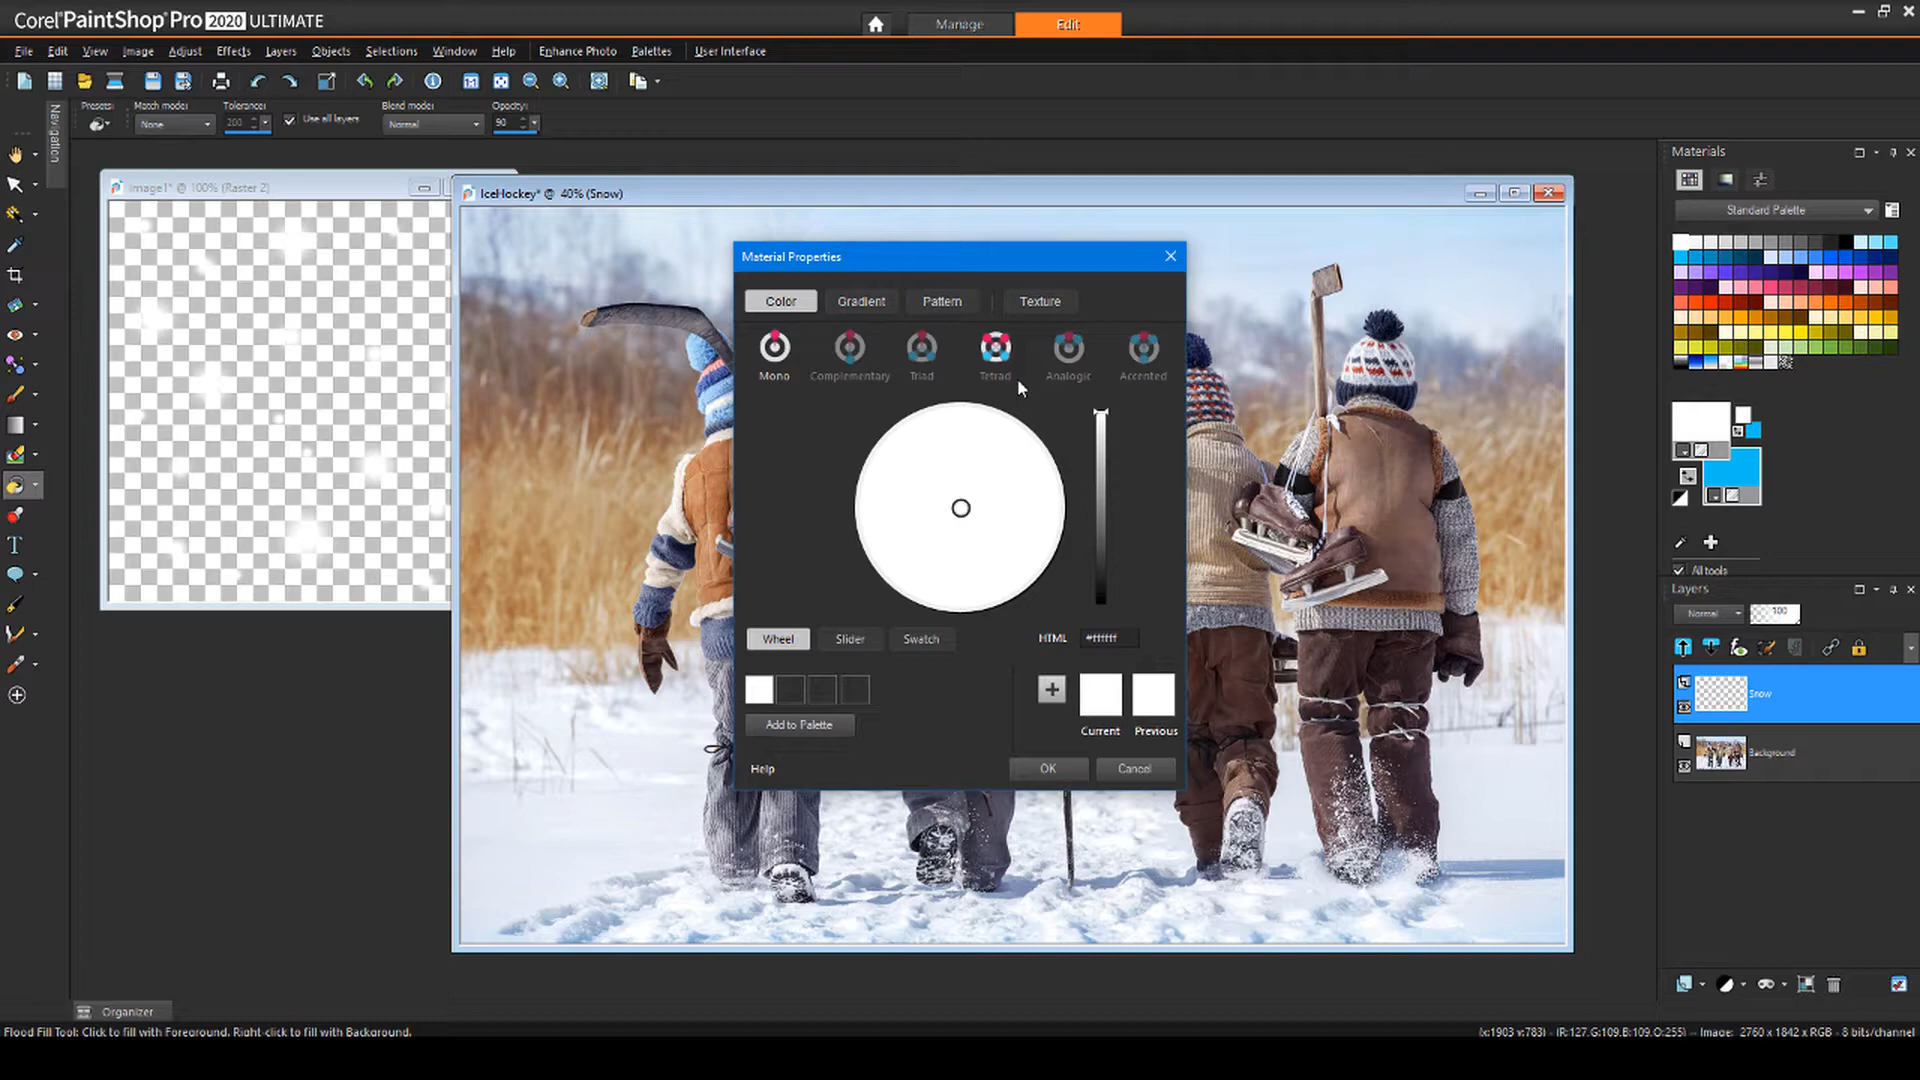 Corel PaintShop Pro 2020 ULTIMATE
Manage
Edit
File Edit View Image Adjust Effects Layers Objects Selections Window Help Enhance Photo Palettes User Interface
Presets: Match mode: Tolerance: Blend mode: Opacity:
None 200 Use all layers Normal 90
Navigation
Image1* @ 100% (Raster 2)
IceHockey* @ 40% (Snow)
Material Properties
Color Gradient Pattern Texture
Mono Complementary Triad Tetrad Analogic Accented
Wheel Slider Swatch HTML #ffffff
Add to Palette
Current Previous
Help OK Cancel
Materials
Standard Palette
All tools
Layers
Normal 100
Snow
Background
Organizer
Flood Fill Tool: Click to fill with Foreground. Right-click to fill with Background.
(x:1903 y:783) - (R:127,G:109,B:109,O:255) -- Image: 2760 x 1842 x RGB - 8 bits/channel